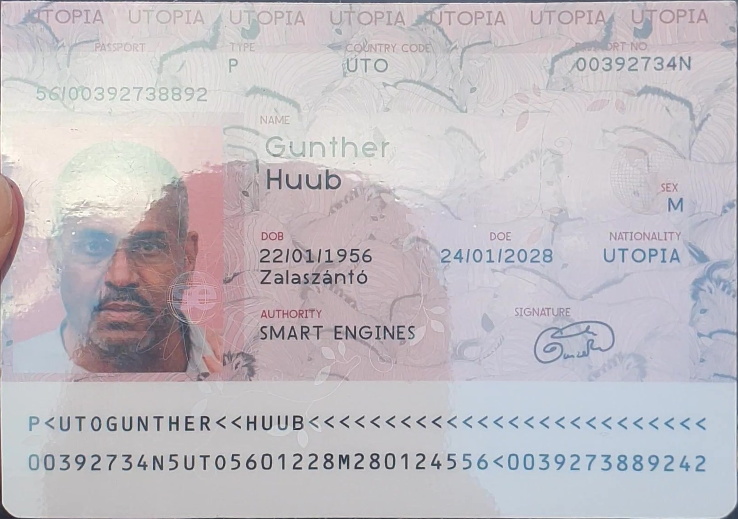 UTOPIA UTOPIA UTOPIA UTOPIA UTOPIA UTOPIA UTOPIA
PASSPORT TYPE COUNTRY CODE PASSPORT NO.
P UTO 00392734N
56/00392738892
NAME
Gunther
Huub
SEX
M
DOB DOE NATIONALITY
22/01/1956 24/01/2028 UTOPIA
Zalaszántó
AUTHORITY SIGNATURE
SMART ENGINES
P<UTOGUNTHER<<HUUB<<<<<<<<<<<<<<<<<<<<<<<<<<
00392734N5UTO5601228M280124556<0039273889242